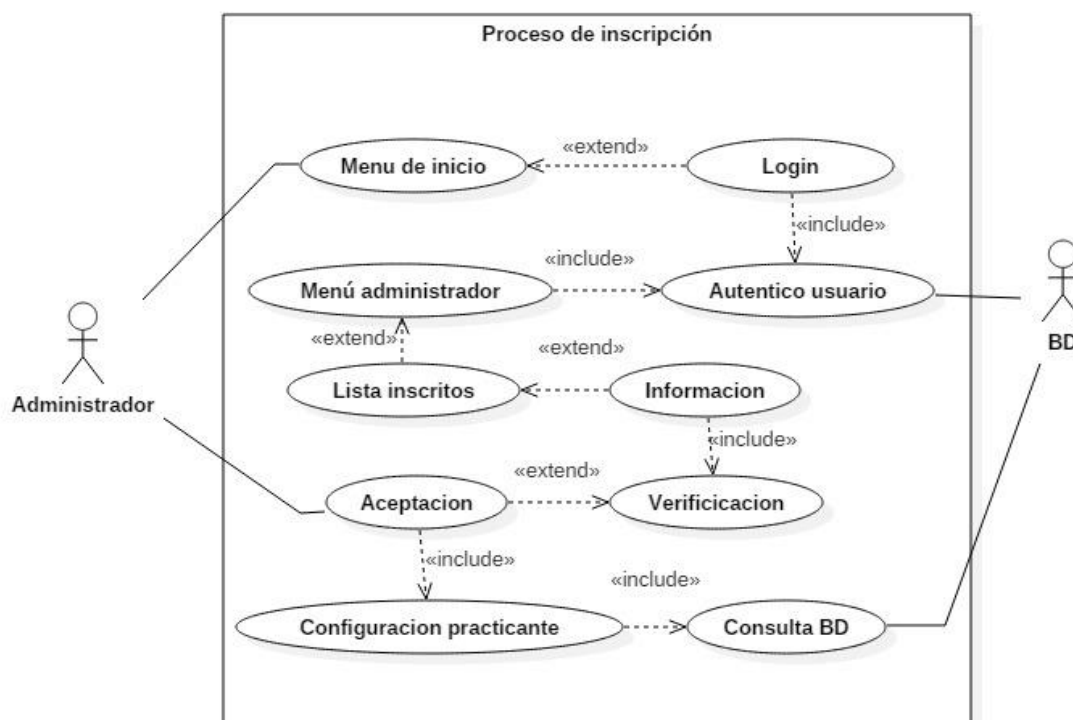 Proceso de inscripción
«extend»
Menu de inicio
Login
«include»
«include»
Menú administrador
Autentico usuario
BD
«extend»
«extend»
Lista inscritos
Informacion
Administrador
«include»
«extend»
Aceptacion
Verificicacion
«include»
«include»
Configuracion practicante
Consulta BD